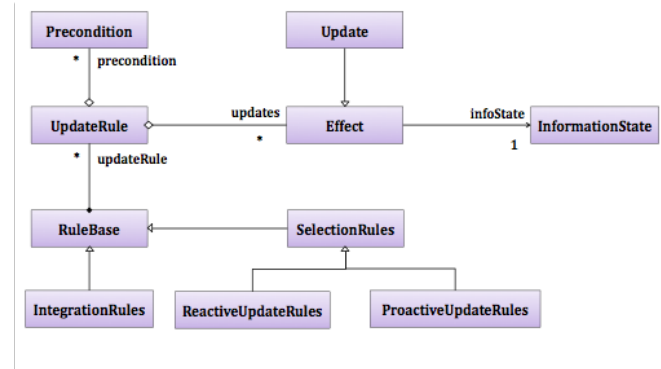 Precondition
Update
* precondition
updates
infoState
UpdateRule
Effect
InformationState
*
1
* updateRule
RuleBase
SelectionRules
IntegrationRules
ReactiveUpdateRules
ProactiveUpdateRules